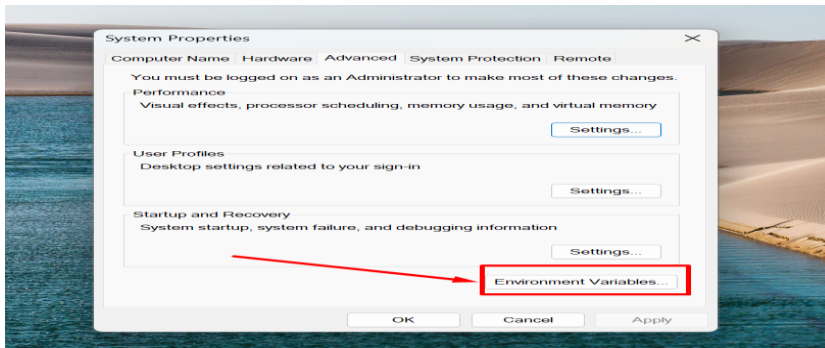 System Properties
Computer Name Hardware Advanced System Protection Remote
You must be logged on as an Administrator to make most of these changes.
Performance
Visual effects, processor scheduling, memory usage, and virtual memory
Settings...
User Profiles
Desktop settings related to your sign-in
Settings...
Startup and Recovery
System startup, system failure, and debugging information
Settings...
Environment Variables...
OK Cancel Apply